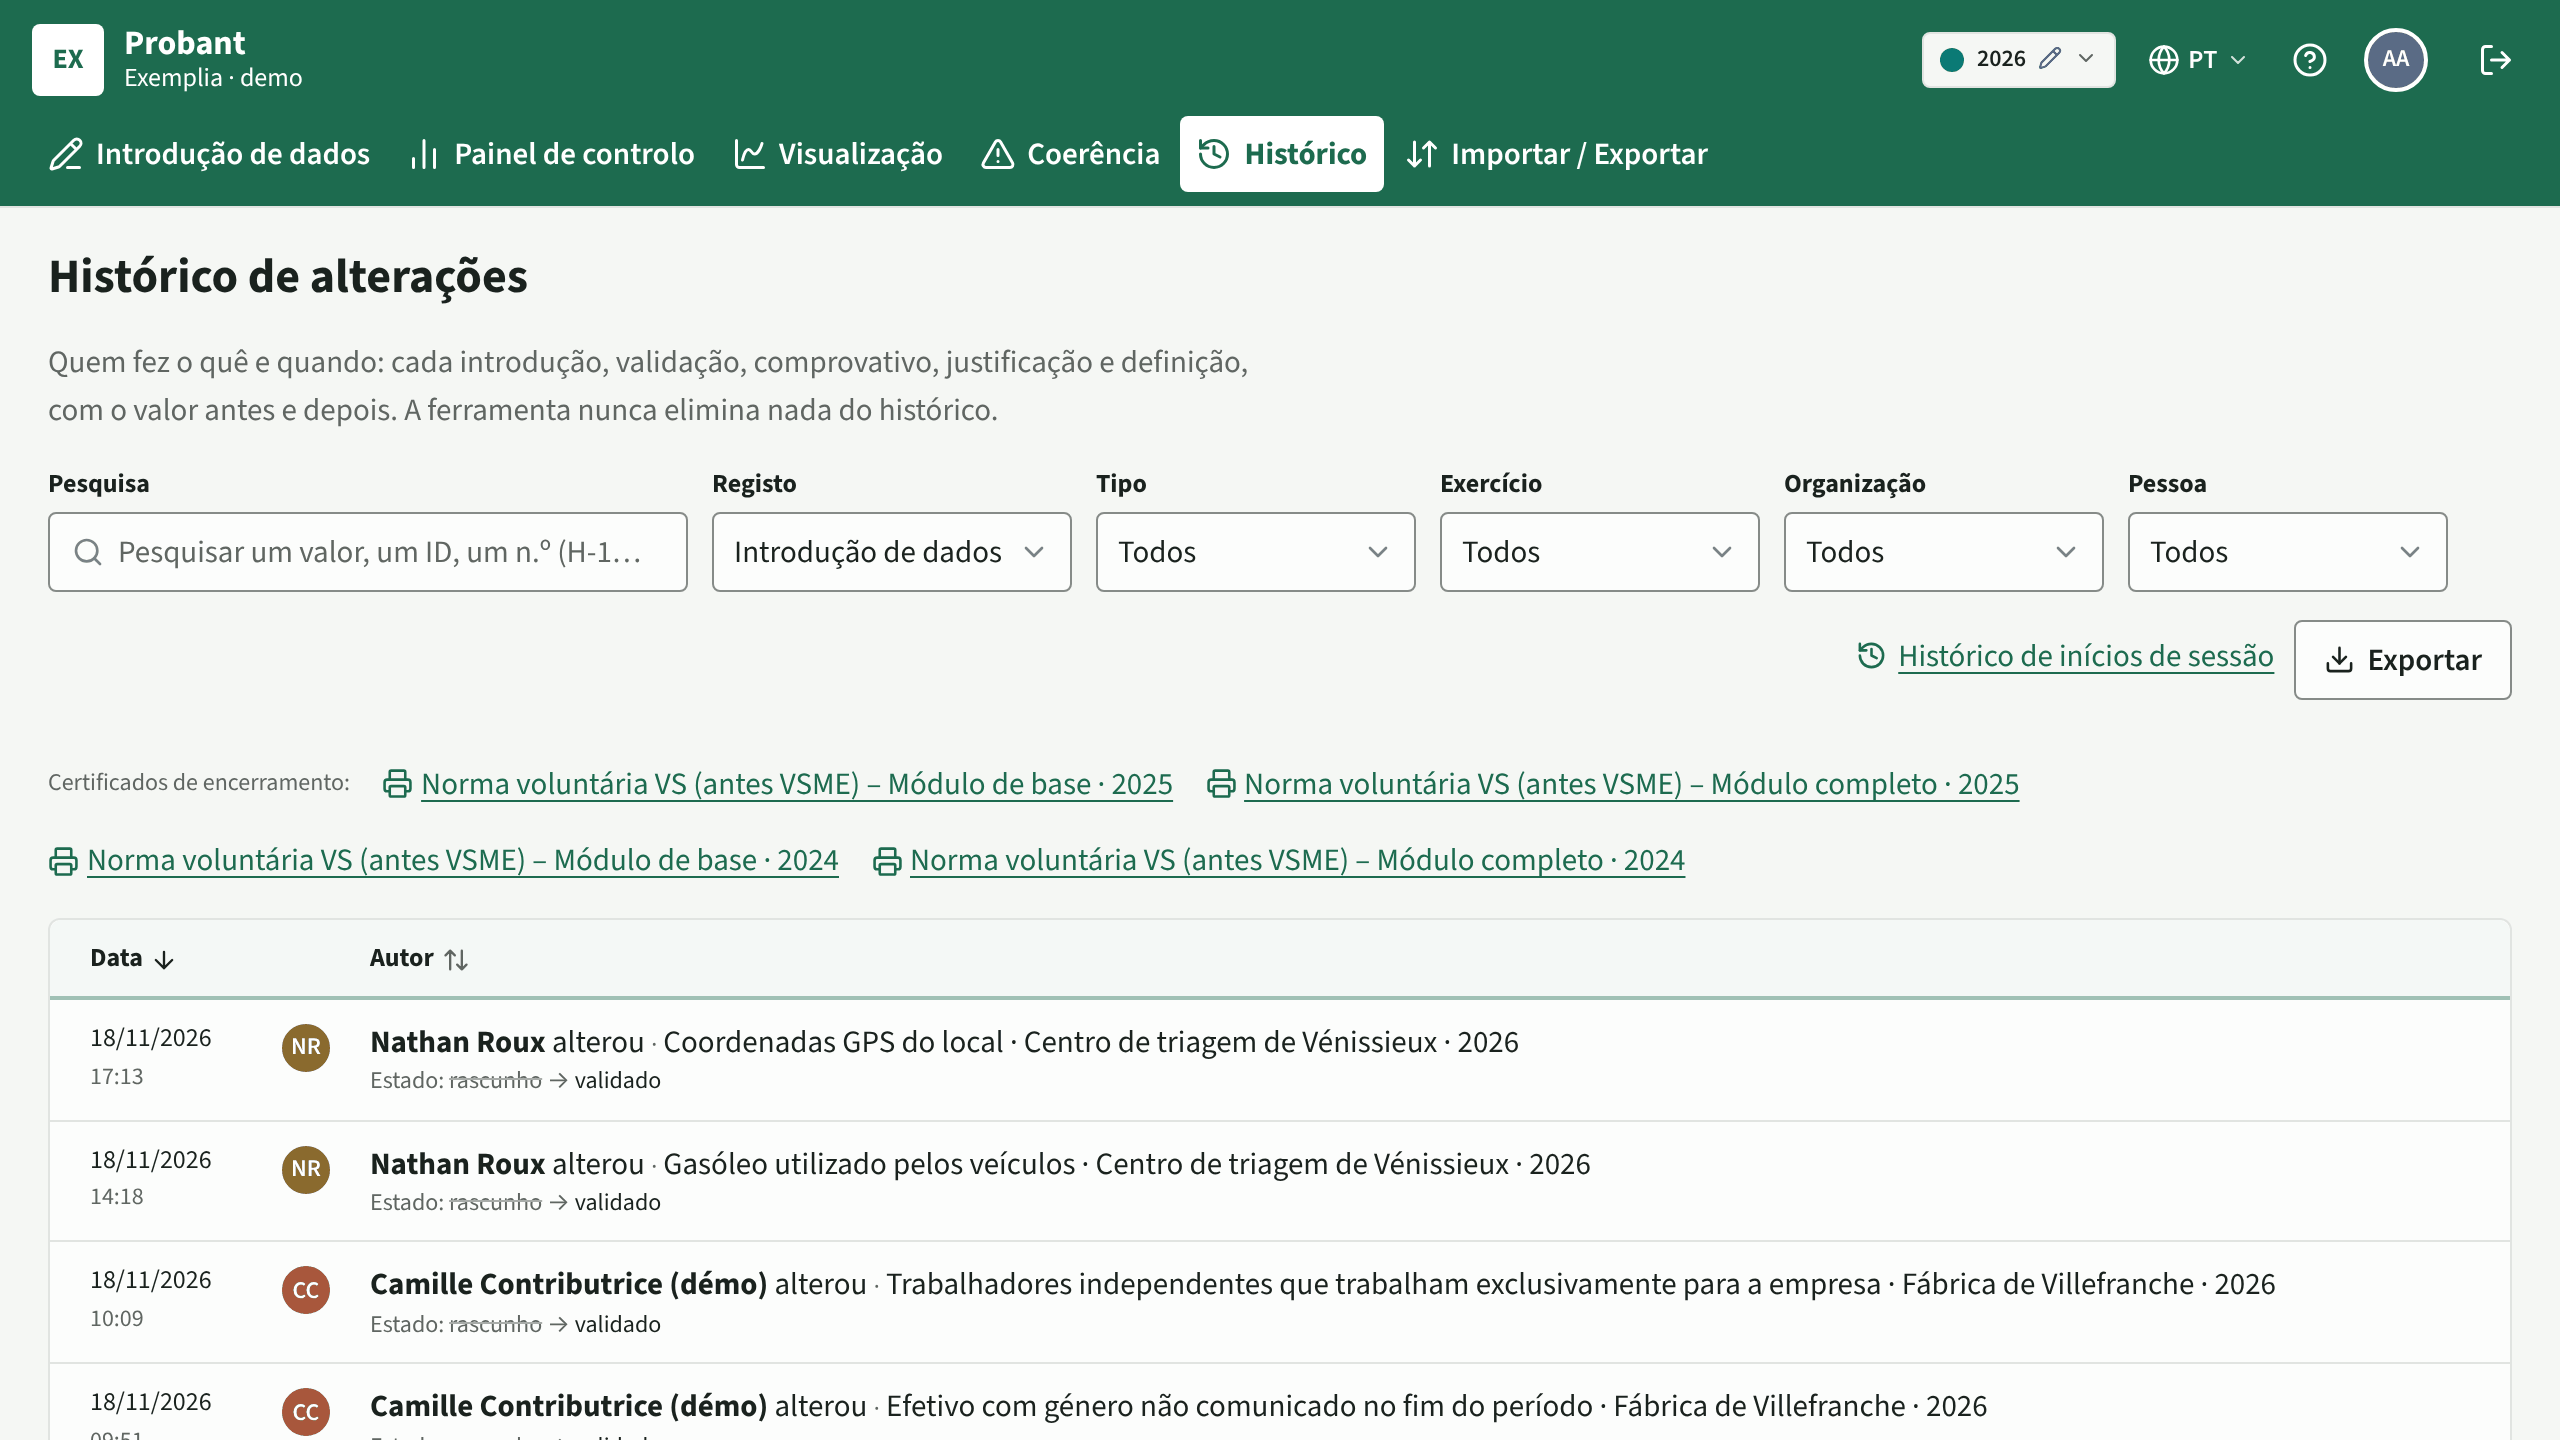 EX
Probant
Exemplia · demo
2026
PT
AA
Introdução de dados
Painel de controlo
Visualização
Coerência
Histórico
Importar / Exportar
Histórico de alterações
Quem fez o quê e quando: cada introdução, validação, comprovativo, justificação e definição,
com o valor antes e depois. A ferramenta nunca elimina nada do histórico.
Pesquisa
Registo
Tipo
Exercício
Organização
Pessoa
Pesquisar um valor, um ID, um n.º (H-1…
Introdução de dados
Todos
Todos
Todos
Todos
Histórico de inícios de sessão
Exportar
Certificados de encerramento:
Norma voluntária VS (antes VSME) – Módulo de base · 2025
Norma voluntária VS (antes VSME) – Módulo completo · 2025
Norma voluntária VS (antes VSME) – Módulo de base · 2024
Norma voluntária VS (antes VSME) – Módulo completo · 2024
Data ↓
Autor ↑↓
18/11/2026
17:13
NR
Nathan Roux alterou · Coordenadas GPS do local · Centro de triagem de Vénissieux · 2026
Estado: rascunho → validado
18/11/2026
14:18
NR
Nathan Roux alterou · Gasóleo utilizado pelos veículos · Centro de triagem de Vénissieux · 2026
Estado: rascunho → validado
18/11/2026
10:09
CC
Camille Contributrice (démo) alterou · Trabalhadores independentes que trabalham exclusivamente para a empresa · Fábrica de Villefranche · 2026
Estado: rascunho → validado
18/11/2026
CC
Camille Contributrice (démo) alterou · Efetivo com género não comunicado no fim do período · Fábrica de Villefranche · 2026